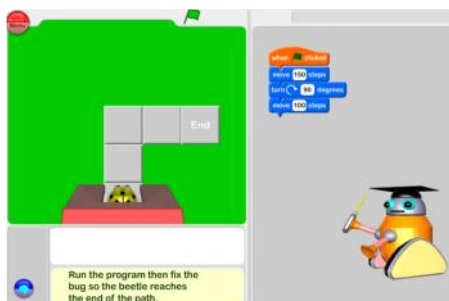 Menu
End
when clicked
move 150 steps
turn 90 degrees
move 100 steps
Run the program then fix the
bug so the beetle reaches
the end of the path.